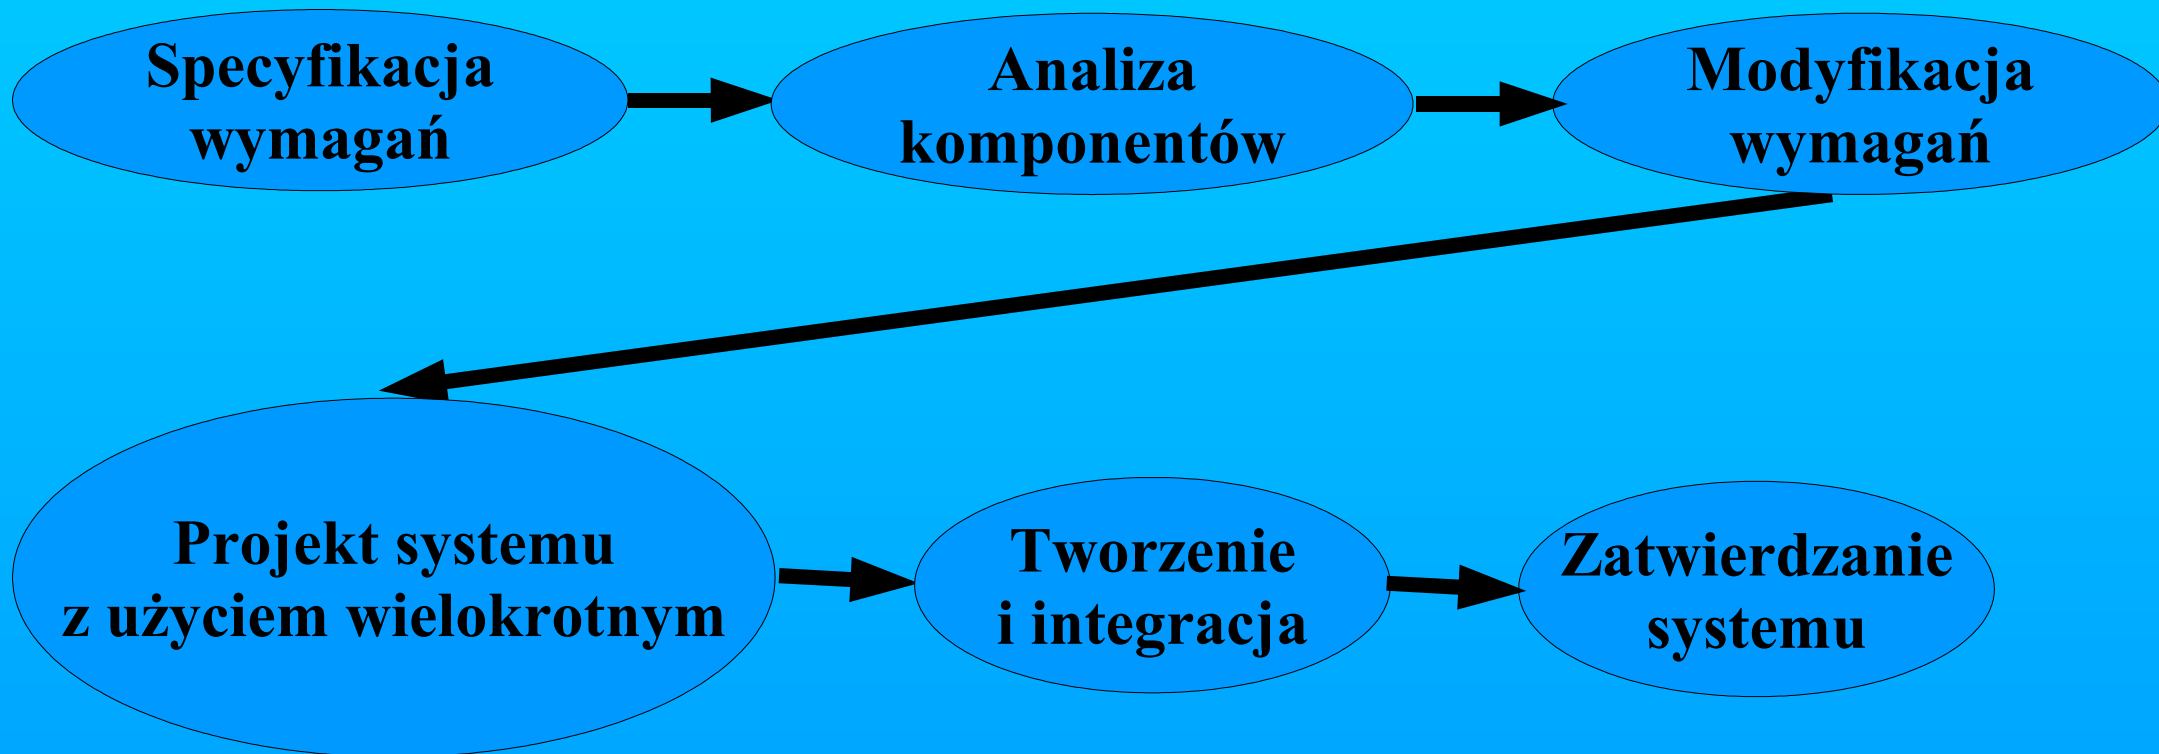 Specyfikacja
wymagań
Analiza
komponentów
Modyfikacja
wymagań
Projekt systemu
z użyciem wielokrotnym
Tworzenie
i integracja
Zatwierdzanie
systemu